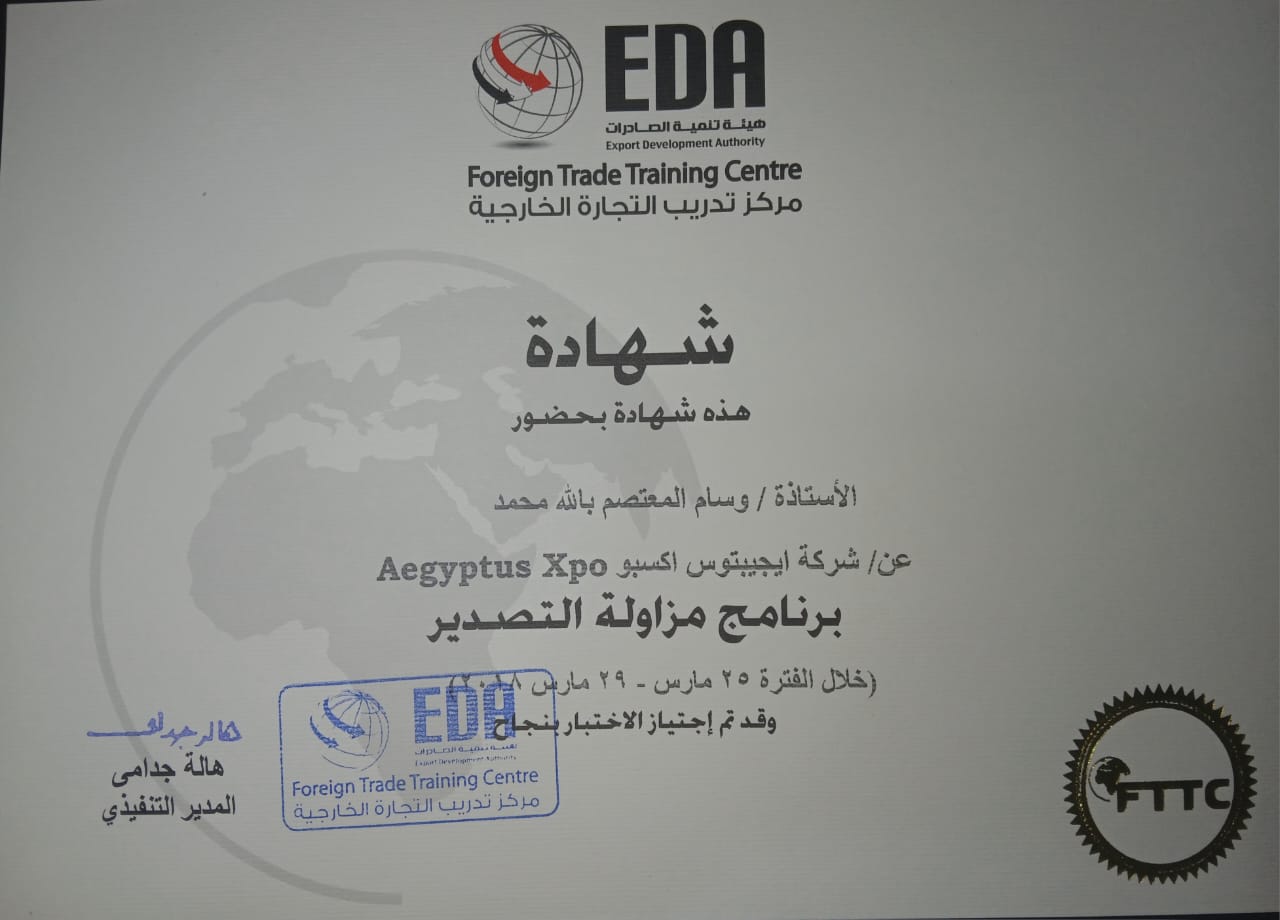 EDA
هيئة تنمية الصادرات
Export Development Authority
Foreign Trade Training Centre
مركز تدريب التجارة الخارجية
شهادة
هذه شهادة بحضور
الأستاذة / وسام المعتصم بالله محمد
عن/ شركة ايجيبتوس اكسبو Aegyptus Xpo
برنامج مزاولة التصدير
(خلال الفترة ٢٥ مارس - ٢٩ مارس ٢٠١٨)
وقد تم إجتياز الاختبار بنجاح
هالة جدامى
المدير التنفيذي
EDA
هيئة تنمية الصادرات
Export Development Authority
Foreign Trade Training Centre
مركز تدريب التجارة الخارجية
FTTC